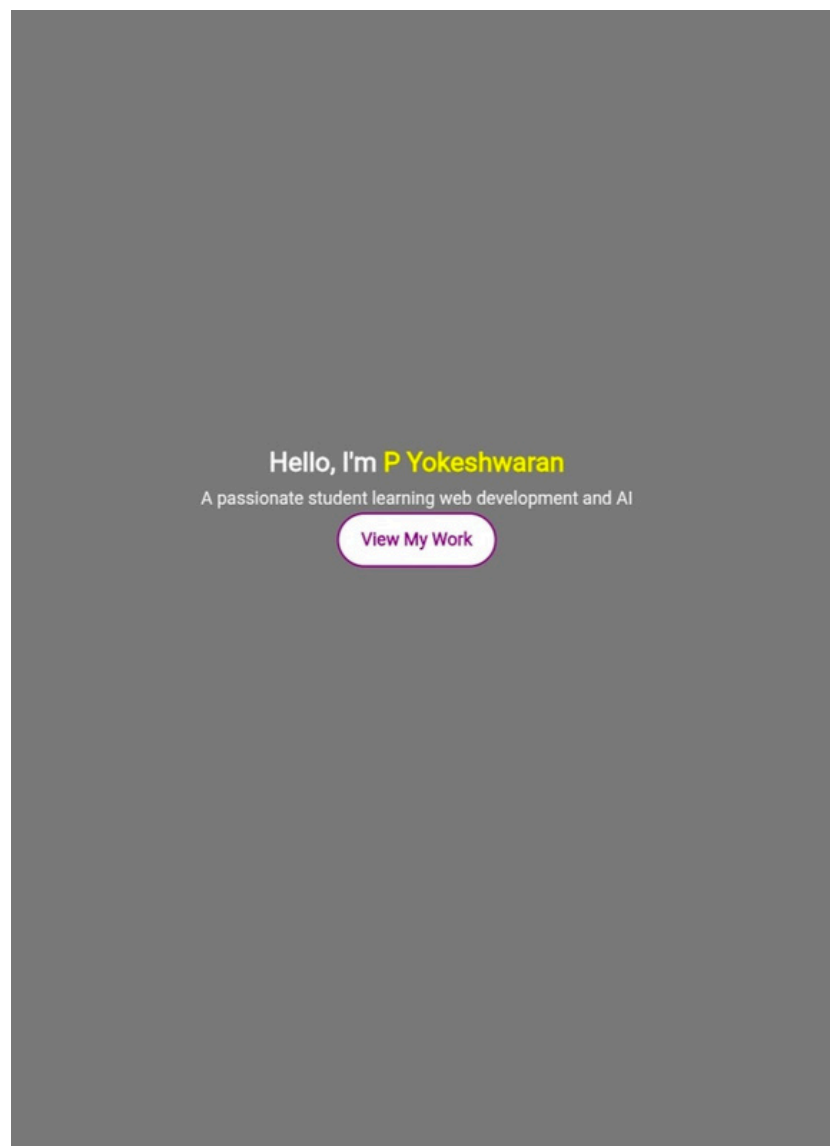 Hello, I'm P Yokeshwaran
A passionate student learning web development and AI
View My Work